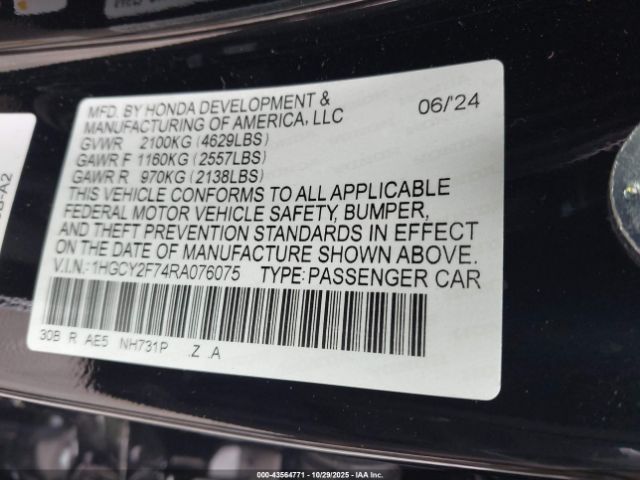 MFD. BY HONDA DEVELOPMENT &
MANUFACTURING OF AMERICA, LLC 06/'24
GVWR 2100KG (4629LBS)
GAWR F 1160KG (2557LBS)
GAWR R 970KG (2138LBS)
THIS VEHICLE CONFORMS TO ALL APPLICABLE
FEDERAL MOTOR VEHICLE SAFETY, BUMPER,
AND THEFT PREVENTION STANDARDS IN EFFECT
ON THE DATE OF MANUFACTURE SHOWN ABOVE.
V.I.N.:1HGCY2F74RA076075 TYPE:PASSENGER CAR
30B R AE5 NH731P .Z .A
000-43564771 - 10/29/2025 - IAAI.COM